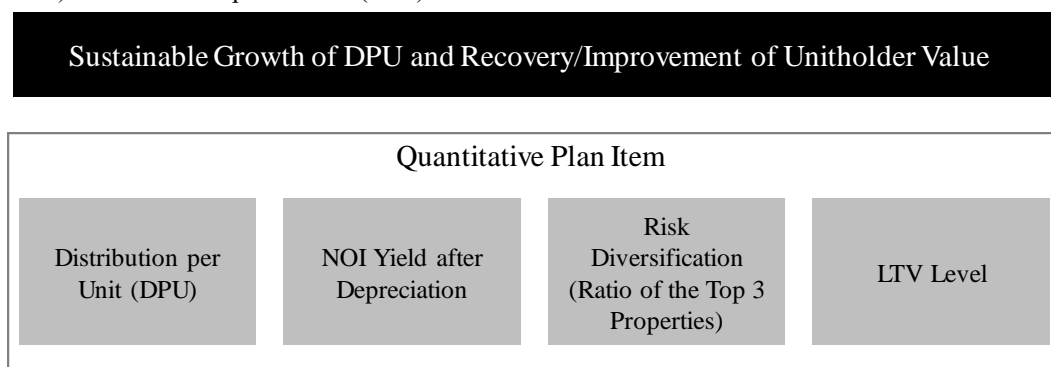 Sustainable Growth of DPU and Recovery/Improvement of Unitholder Value
Quantitative Plan Item
Distribution per
Unit (DPU)
NOI Yield after
Depreciation
Risk
Diversification
(Ratio of the Top 3
Properties)
LTV Level